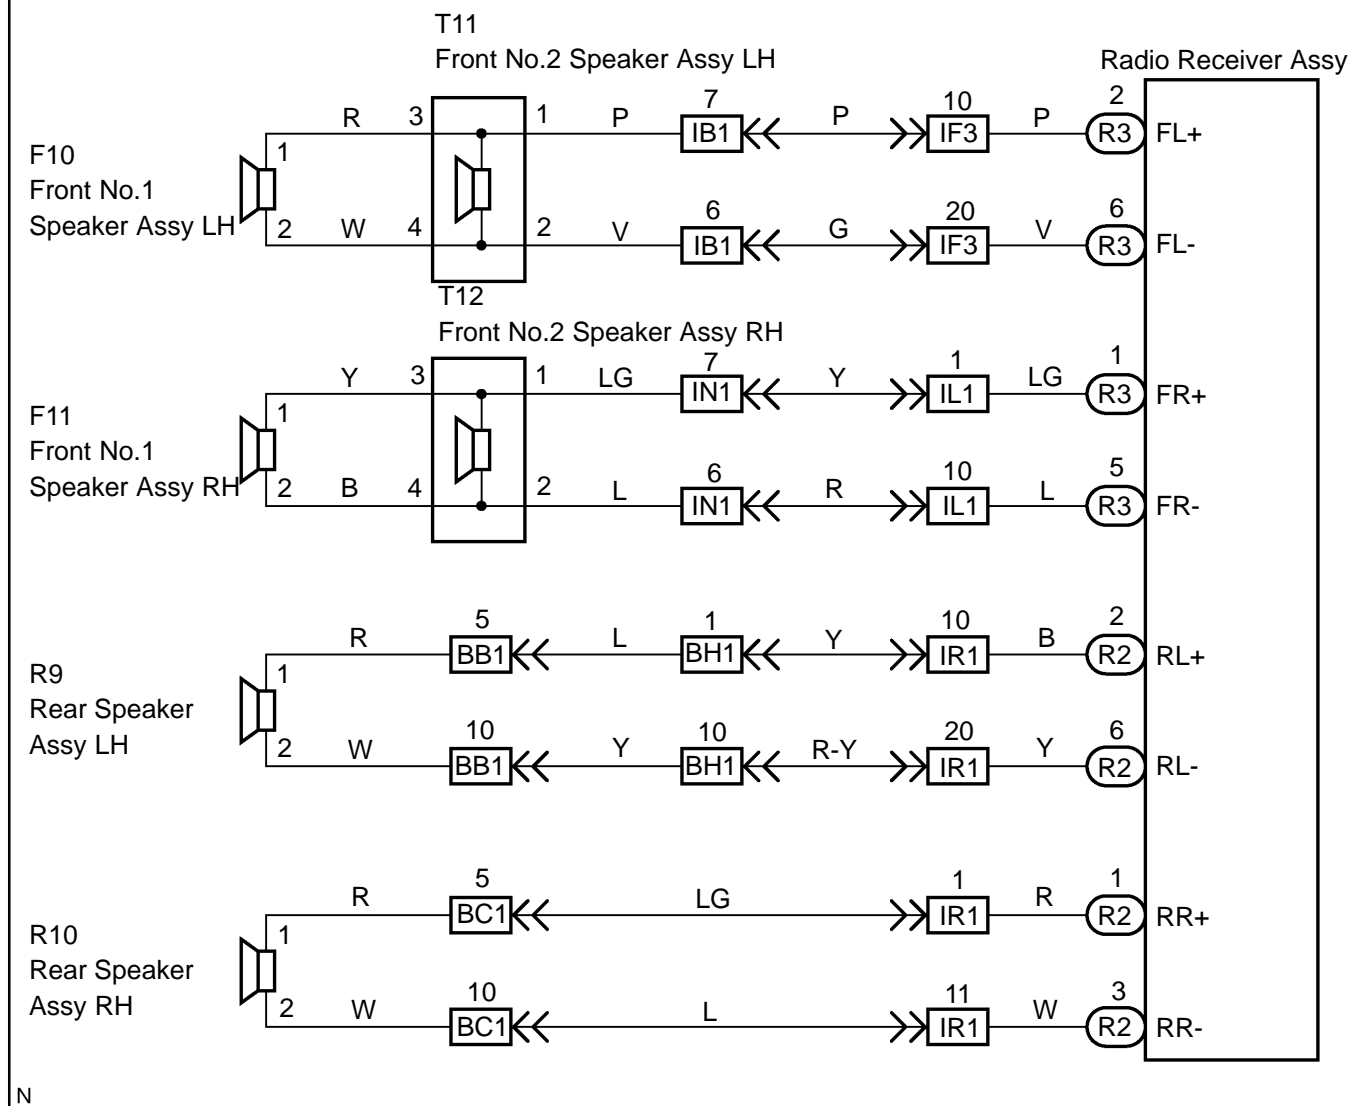 T11
Front No.2 Speaker Assy LH
Radio Receiver Assy
R 3 1 P 7 P 10 P 2
IB1 IF3 R3 FL+
F10
Front No.1
Speaker Assy LH
1
2 W 4 2 V 6 G 20 V 6
IB1 IF3 R3 FL-
T12
Front No.2 Speaker Assy RH
Y 3 1 LG 7 Y 1 LG 1
IN1 IL1 R3 FR+
F11
Front No.1
Speaker Assy RH
1
2 B 4 2 L 6 R 10 L 5
IN1 IL1 R3 FR-
R 5 L 1 Y 10 B 2
BB1 BH1 IR1 R2 RL+
R9
Rear Speaker
Assy LH
1
2 W 10 Y 10 R-Y 20 Y 6
BB1 BH1 IR1 R2 RL-
R 5 LG 1 R 1
BC1 IR1 R2 RR+
R10
Rear Speaker
Assy RH
1
2 W 10 L 11 W 3
BC1 IR1 R2 RR-
N